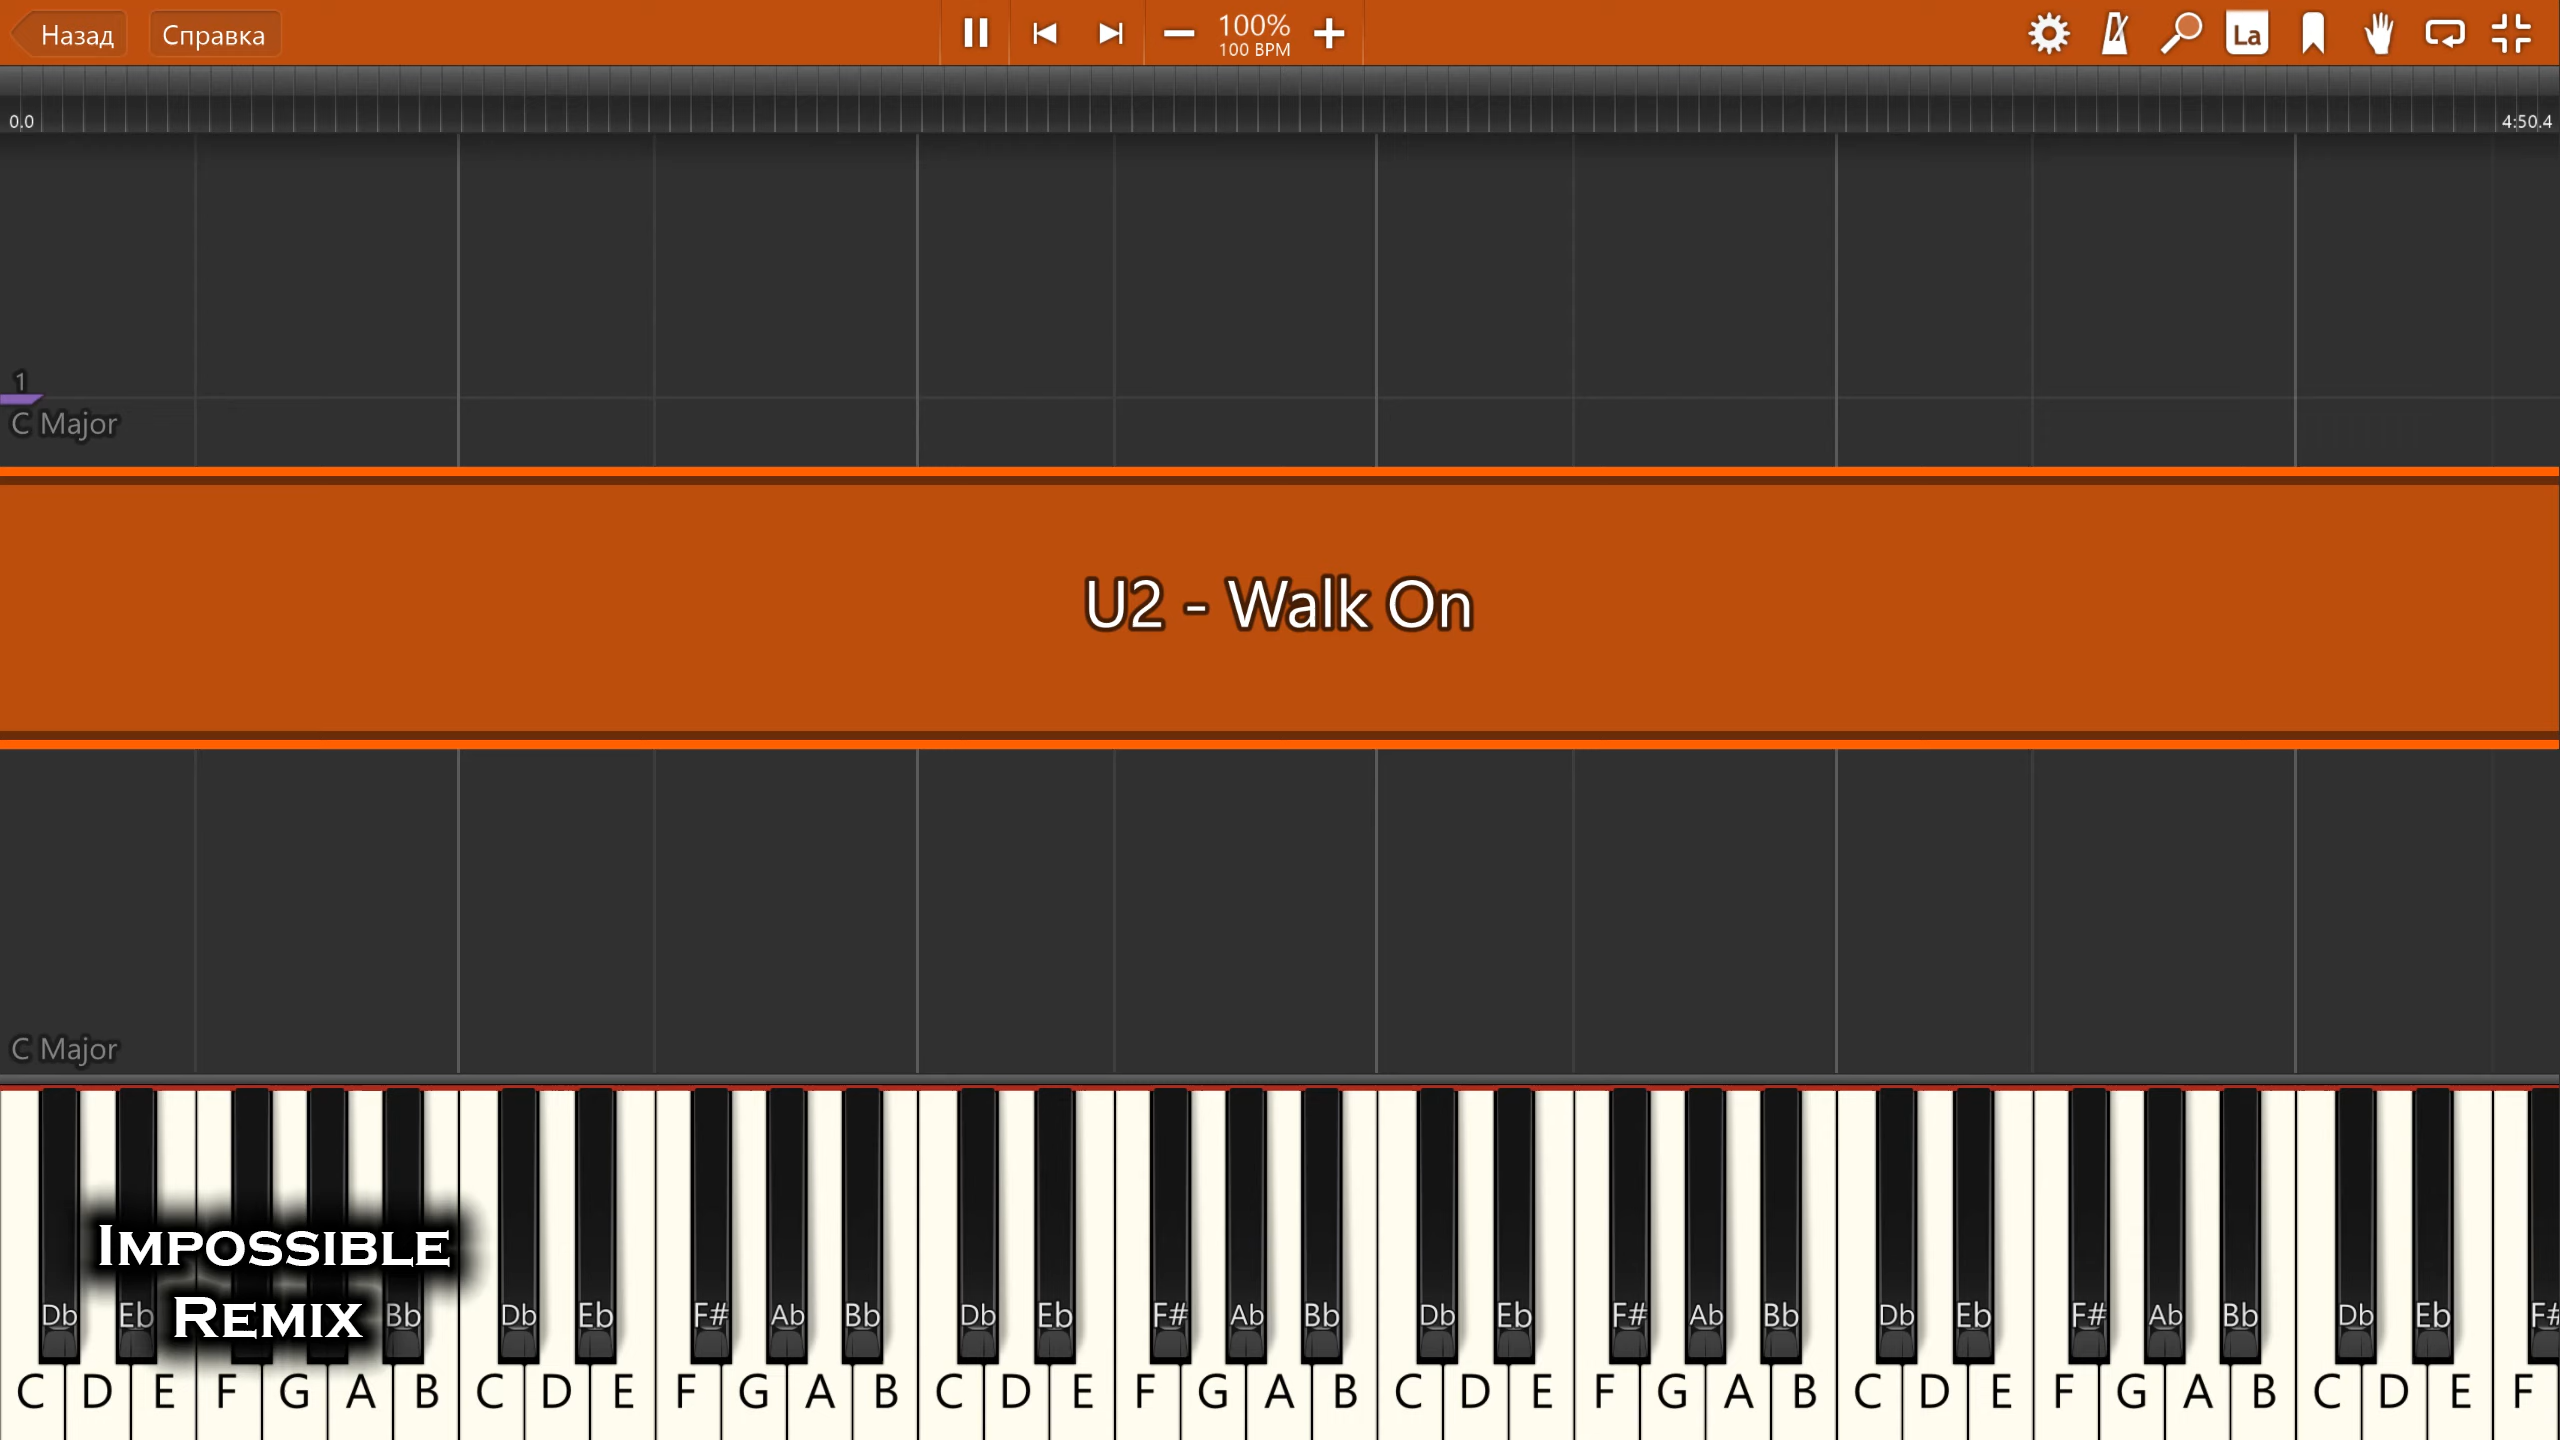 Назад Справка 100% La
100 BPM
0.0 4:50.4
1
C Major
U2 - Walk On
C Major
IMPOSSIBLE
REMIX
Db Eb Bb Db Eb F# Ab Bb Db Eb F# Ab Bb Db Eb F# Ab Bb Db Eb F# Ab Bb Db Eb F#
C D E F G A B C D E F G A B C D E F G A B C D E F G A B C D E F G A B C D E F